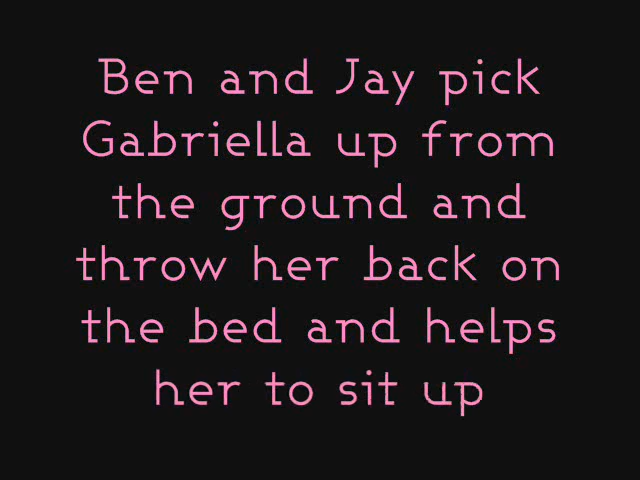 Ben and Jay pick
Gabriella up from
the ground and
throw her back on
the bed and helps
her to sit up